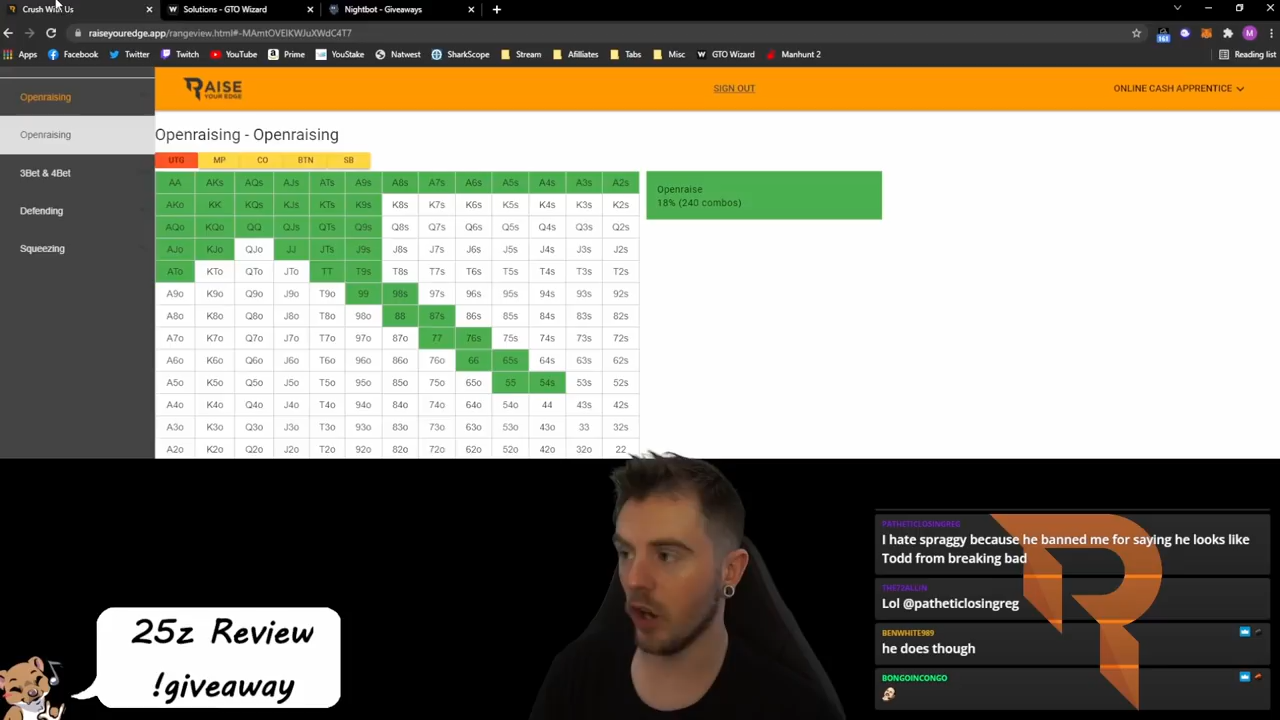 Crush With Us
Solutions - GTO Wizard
Nightbot - Giveaways
raiseyouredge.app/rangeview.html#-MAmtOVEIKWJuXWdC4T7
Apps Facebook Twitter Twitch YouTube Prime YouStake Natwest SharkScope Stream Affilliates Tabs Misc GTO Wizard Manhunt 2 Reading list
RAISE
YOUR EDGE
SIGN OUT
ONLINE CASH APPRENTICE
Openraising
Openraising
3Bet & 4Bet
Defending
Squeezing
Openraising - Openraising
UTG MP CO BTN SB
AA AKs AQs AJs ATs A9s A8s A7s A6s A5s A4s A3s A2s
AKo KK KQs KJs KTs K9s K8s K7s K6s K5s K4s K3s K2s
AQo KQo QQ QJs QTs Q9s Q8s Q7s Q6s Q5s Q4s Q3s Q2s
AJo KJo QJo JJ JTs J9s J8s J7s J6s J5s J4s J3s J2s
ATo KTo QTo JTo TT T9s T8s T7s T6s T5s T4s T3s T2s
A9o K9o Q9o J9o T9o 99 98s 97s 96s 95s 94s 93s 92s
A8o K8o Q8o J8o T8o 98o 88 87s 86s 85s 84s 83s 82s
A7o K7o Q7o J7o T7o 97o 87o 77 76s 75s 74s 73s 72s
A6o K6o Q6o J6o T6o 96o 86o 76o 66 65s 64s 63s 62s
A5o K5o Q5o J5o T5o 95o 85o 75o 65o 55 54s 53s 52s
A4o K4o Q4o J4o T4o 94o 84o 74o 64o 54o 44 43s 42s
A3o K3o Q3o J3o T3o 93o 83o 73o 63o 53o 43o 33 32s
A2o K2o Q2o J2o T2o 92o 82o 72o 62o 52o 42o 32o 22
Openraise
18% (240 combos)
PATHETICLOSINGREG
I hate spraggy because he banned me for saying he looks like
Todd from breaking bad
THE72ALLIN
Lol @patheticlosingreg
BENWHITE989
he does though
BONGOINCONGO
25z Review
!giveaway